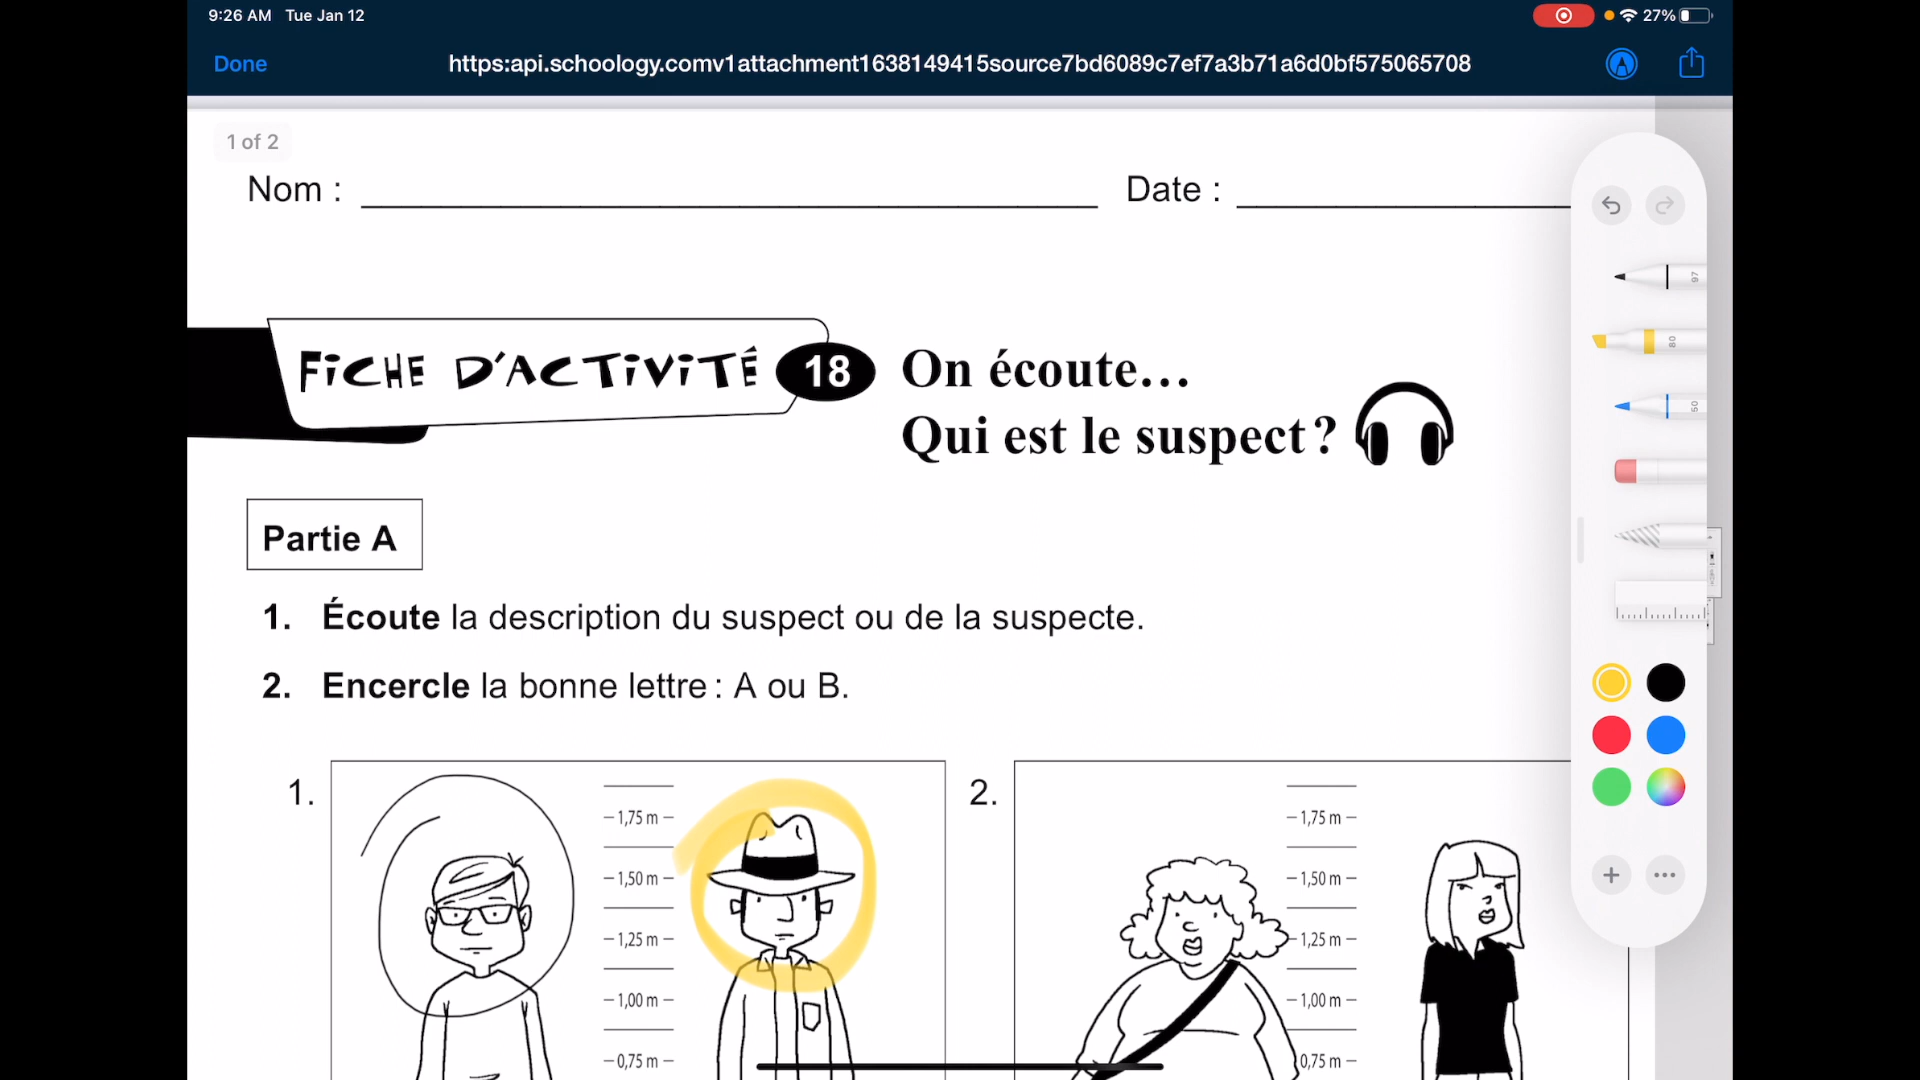 9:26 AM Tue Jan 12
27%
Done
https:api.schoology.comv1attachment1638149415source7bd6089c7ef7a3b71a6d0bf575065708
1 of 2
Nom :
Date :
FiCHE D'ACTiViTÉ 18
On écoute...
Qui est le suspect ?
Partie A
1. Écoute la description du suspect ou de la suspecte.
2. Encercle la bonne lettre : A ou B.
1.
1,75 m
1,50 m
1,25 m
1,00 m
0,75 m
2.
1,75 m
1,50 m
1,25 m
1,00 m
0,75 m
97
80
50